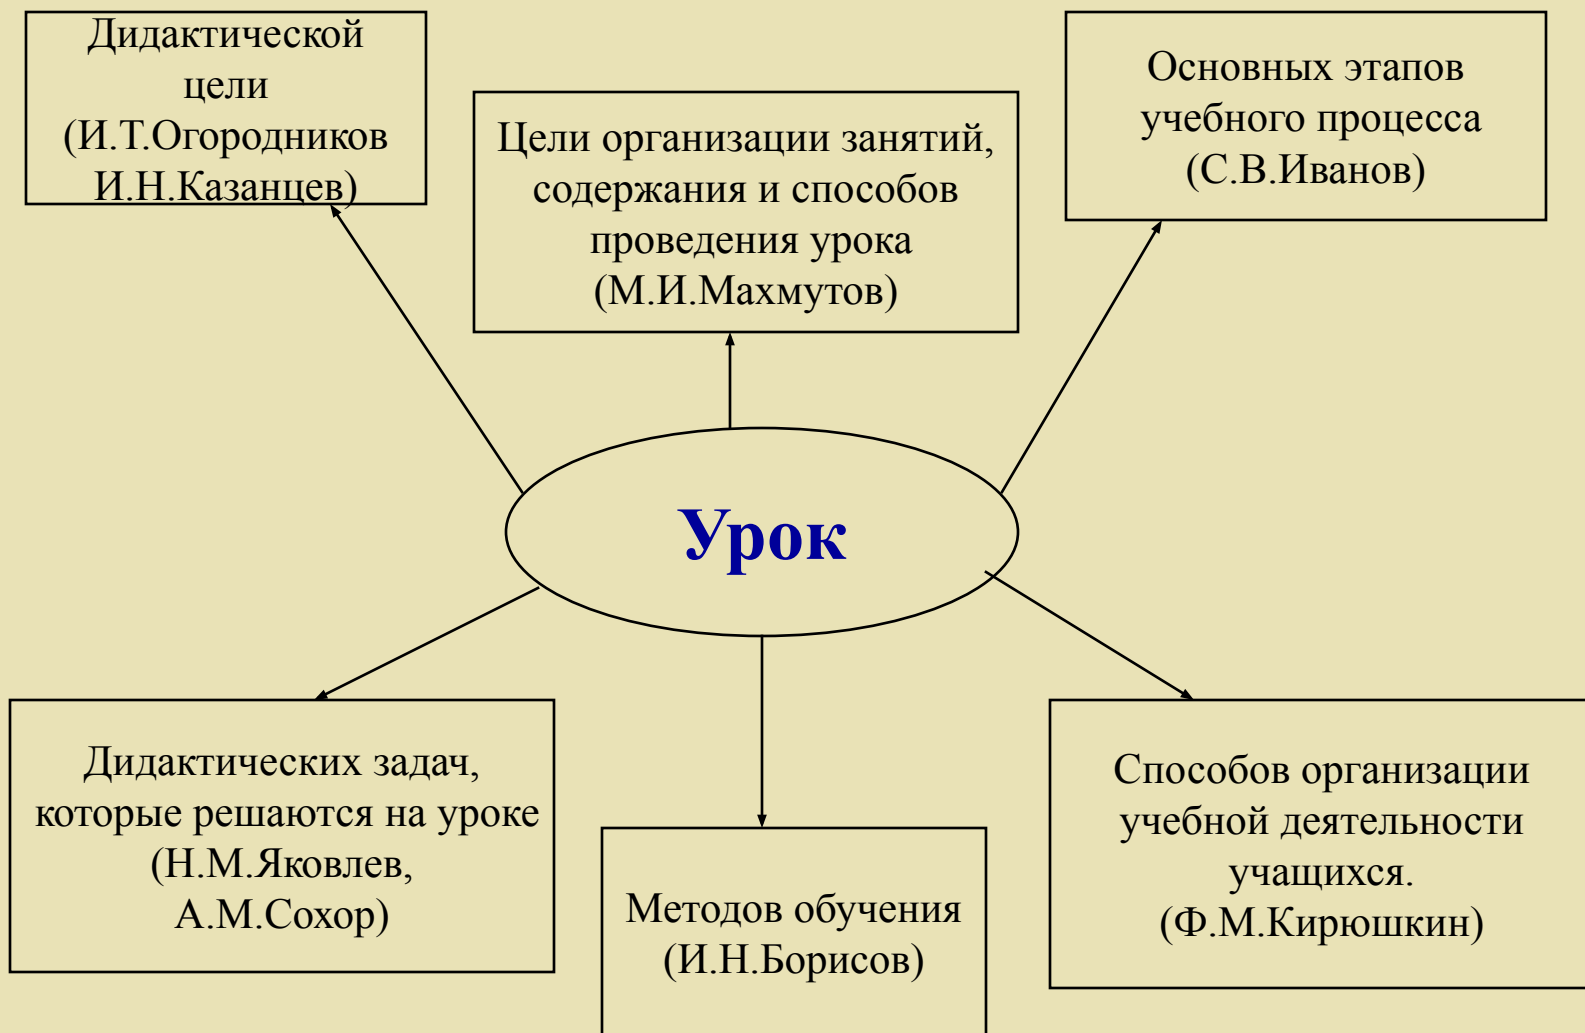 Дидактической
цели
(И.Т.Огородников
И.Н.Казанцев)
Цели организации занятий,
содержания и способов
проведения урока
(М.И.Махмутов)
Основных этапов
учебного процесса
(С.В.Иванов)
Урок
Дидактических задач,
которые решаются на уроке
(Н.М.Яковлев,
А.М.Сохор)
Методов обучения
(И.Н.Борисов)
Способов организации
учебной деятельности
учащихся.
(Ф.М.Кирюшкин)